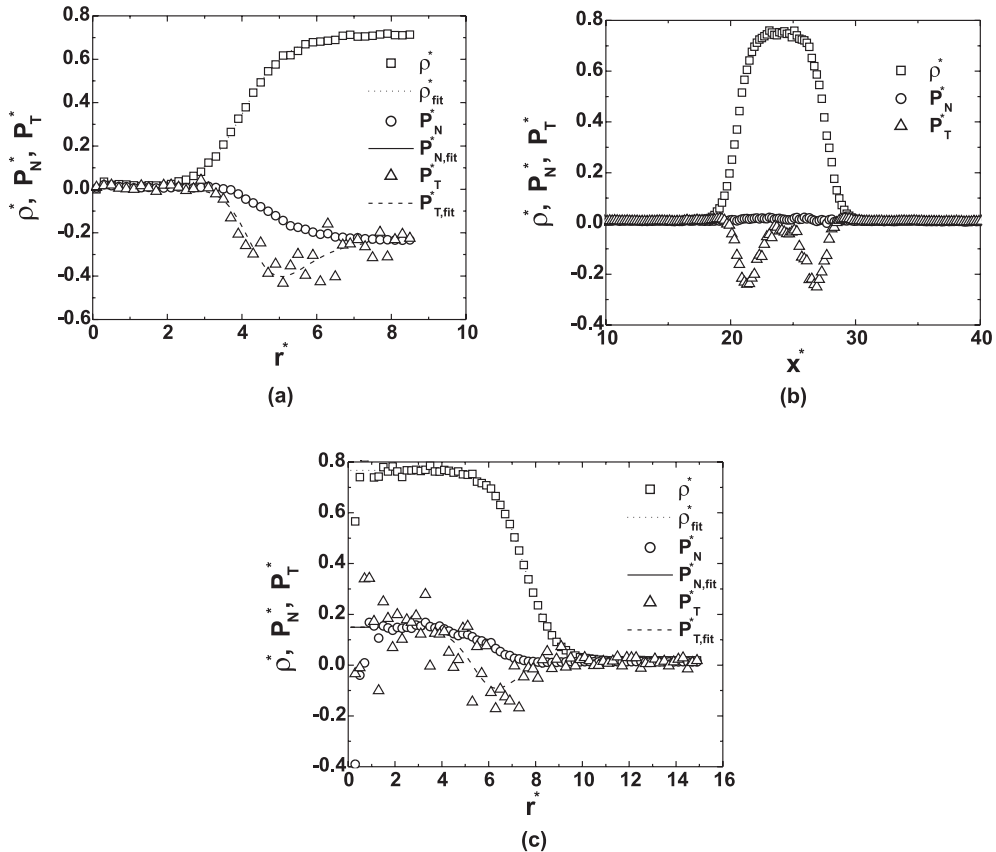 0.8
0.6
0.4
0.2
0.0
-0.2
-0.4
-0.6
0 2 4 6 8 10
ρ*, P*N, P*T
r*
ρ*
ρ*fit
P*N
P*N,fit
P*T
P*T,fit
(a)
0.8
0.6
0.4
0.2
0.0
-0.2
-0.4
10 20 30 40
ρ*, P*N, P*T
x*
ρ*
P*N
P*T
(b)
0.8
0.6
0.4
0.2
0.0
-0.2
-0.4
0 2 4 6 8 10 12 14 16
ρ*, P*N, P*T
r*
ρ*
ρ*fit
P*N
P*N,fit
P*T
P*T,fit
(c)